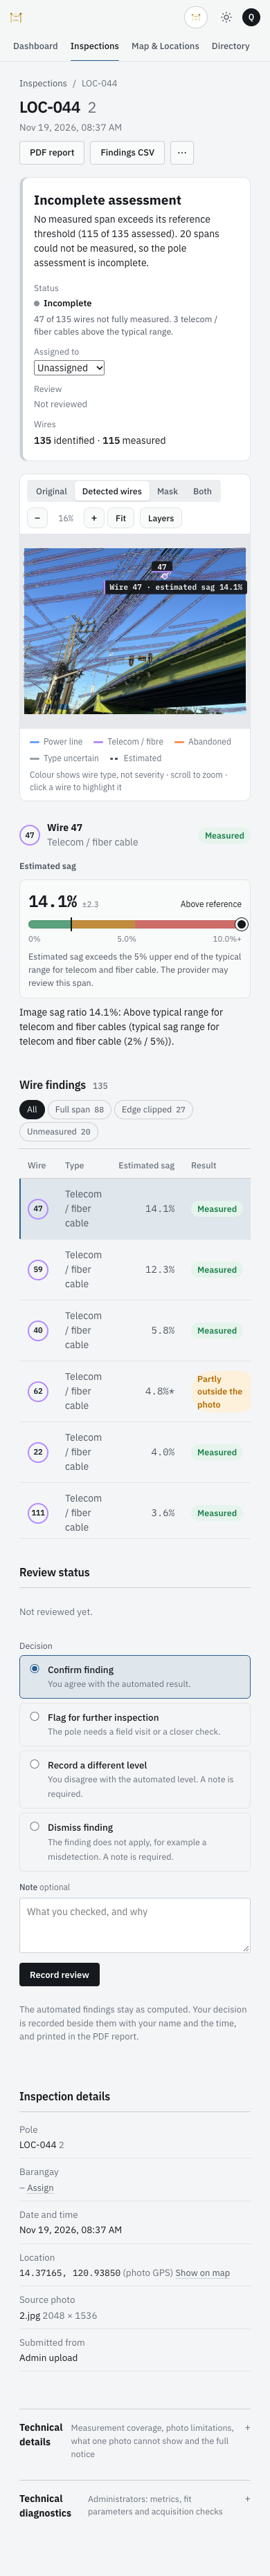 Q
Dashboard Inspections Map & Locations Directory
Inspections / LOC-044
LOC-044 2
Nov 19, 2026, 08:37 AM
PDF report Findings CSV ···
Incomplete assessment
No measured span exceeds its reference
threshold (115 of 135 assessed). 20 spans
could not be measured, so the pole
assessment is incomplete.
Status
Incomplete
47 of 135 wires not fully measured. 3 telecom /
fiber cables above the typical range.
Assigned to
Unassigned
Review
Not reviewed
Wires
135 identified · 115 measured
Original Detected wires Mask Both
− 16% + Fit Layers
47
Wire 47 · estimated sag 14.1%
Power line Telecom / fibre Abandoned
Type uncertain Estimated
Colour shows wire type, not severity · scroll to zoom ·
click a wire to highlight it
47 Wire 47
Telecom / fiber cable
Measured
Estimated sag
14.1% ±2.3 Above reference
0% 5.0% 10.0%+
Estimated sag exceeds the 5% upper end of the typical
range for telecom and fiber cable. The provider may
review this span.
Image sag ratio 14.1%: Above typical range for
telecom and fiber cables (typical sag range for
telecom and fiber cable (2% / 5%)).
Wire findings 135
All Full span 88 Edge clipped 27
Unmeasured 20
Wire Type Estimated sag Result
47 Telecom / fiber cable 14.1% Measured
59 Telecom / fiber cable 12.3% Measured
40 Telecom / fiber cable 5.8% Measured
62 Telecom / fiber cable 4.8%* Partly outside the photo
22 Telecom / fiber cable 4.0% Measured
111 Telecom / fiber cable 3.6% Measured
Review status
Not reviewed yet.
Decision
Confirm finding
You agree with the automated result.
Flag for further inspection
The pole needs a field visit or a closer check.
Record a different level
You disagree with the automated level. A note is
required.
Dismiss finding
The finding does not apply, for example a
misdetection. A note is required.
Note optional
What you checked, and why
Record review
The automated findings stay as computed. Your decision
is recorded beside them with your name and the time,
and printed in the PDF report.
Inspection details
Pole
LOC-044 2
Barangay
– Assign
Date and time
Nov 19, 2026, 08:37 AM
Location
14.37165, 120.93850 (photo GPS) Show on map
Source photo
2.jpg 2048 × 1536
Submitted from
Admin upload
Technical details Measurement coverage, photo limitations, what one photo cannot show and the full notice +
Technical diagnostics Administrators: metrics, fit parameters and acquisition checks +